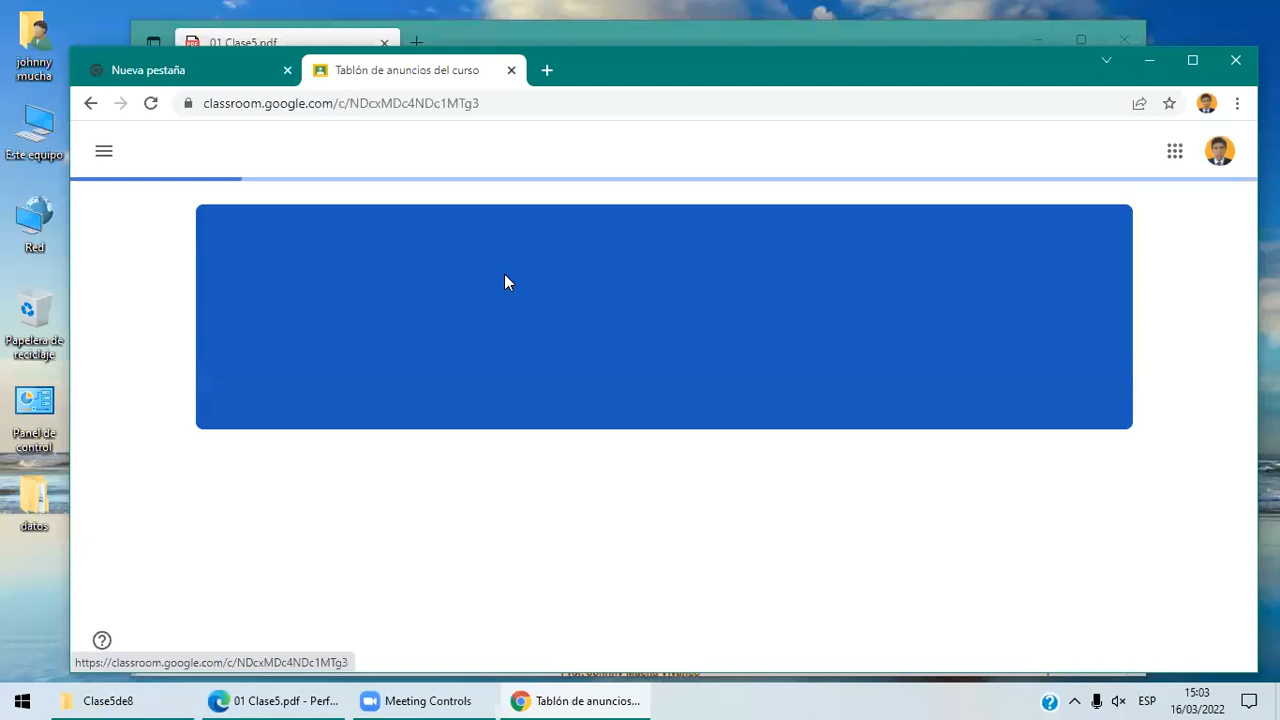 johnny
mucha
Este equipo
Red
Papelera de
reciclaje
Panel de
control
datos
01 Clase5.pdf
Nueva pestaña
Tablón de anuncios del curso
classroom.google.com/c/NDcxMDc4NDc1MTg3
https://classroom.google.com/c/NDcxMDc4NDc1MTg3
Clase5de8
01 Clase5.pdf - Perf...
Meeting Controls
Tablón de anuncios...
ESP
15:03
16/03/2022